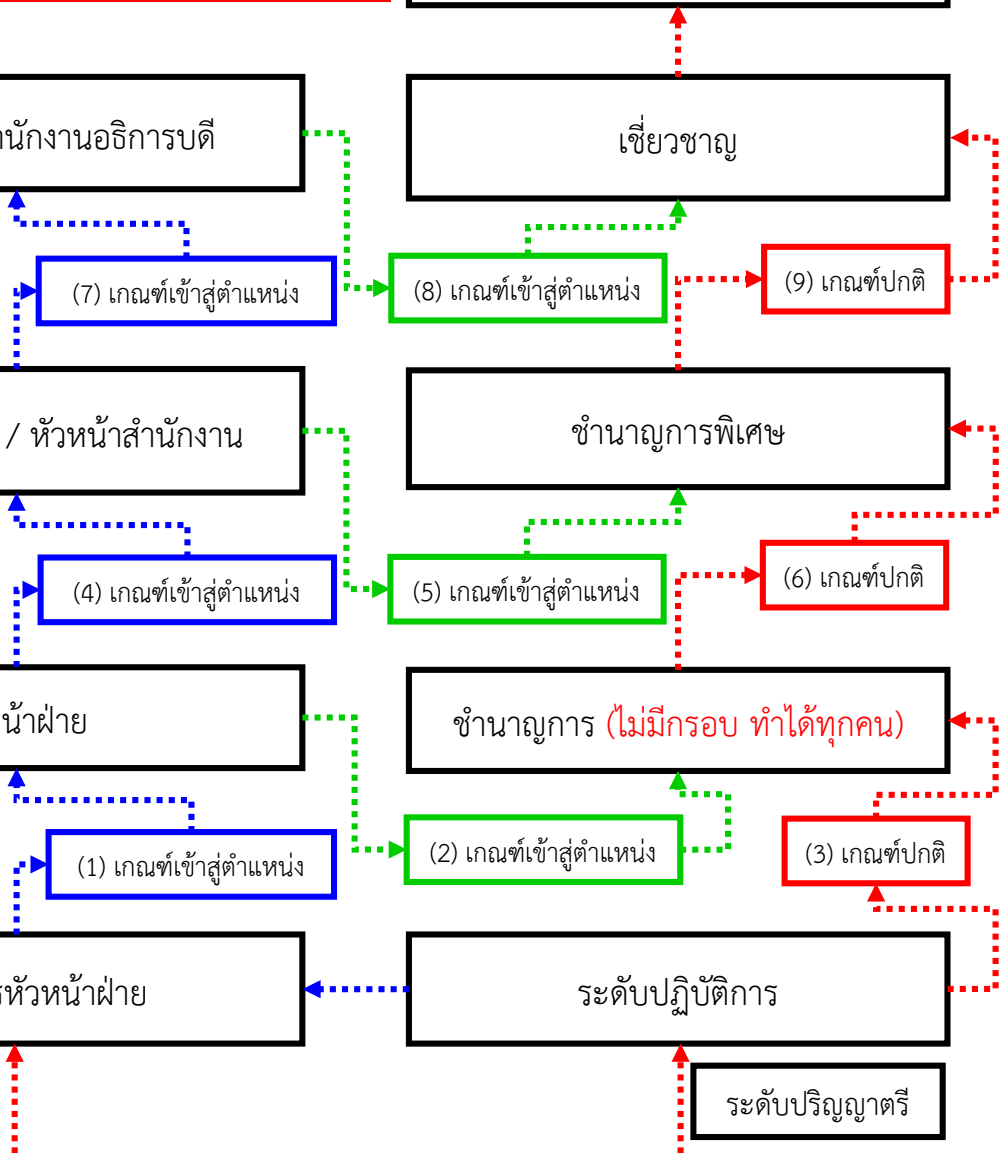 นักงานอธิการบดี
เชี่ยวชาญ
(7) เกณฑ์เข้าสู่ตำแหน่ง
(8) เกณฑ์เข้าสู่ตำแหน่ง
(9) เกณฑ์ปกติ
/ หัวหน้าสำนักงาน
ชำนาญการพิเศษ
(4) เกณฑ์เข้าสู่ตำแหน่ง
(5) เกณฑ์เข้าสู่ตำแหน่ง
(6) เกณฑ์ปกติ
น้าฝ่าย
ชำนาญการ (ไม่มีกรอบ ทำได้ทุกคน)
(1) เกณฑ์เข้าสู่ตำแหน่ง
(2) เกณฑ์เข้าสู่ตำแหน่ง
(3) เกณฑ์ปกติ
หัวหน้าฝ่าย
ระดับปฏิบัติการ
ระดับปริญญาตรี